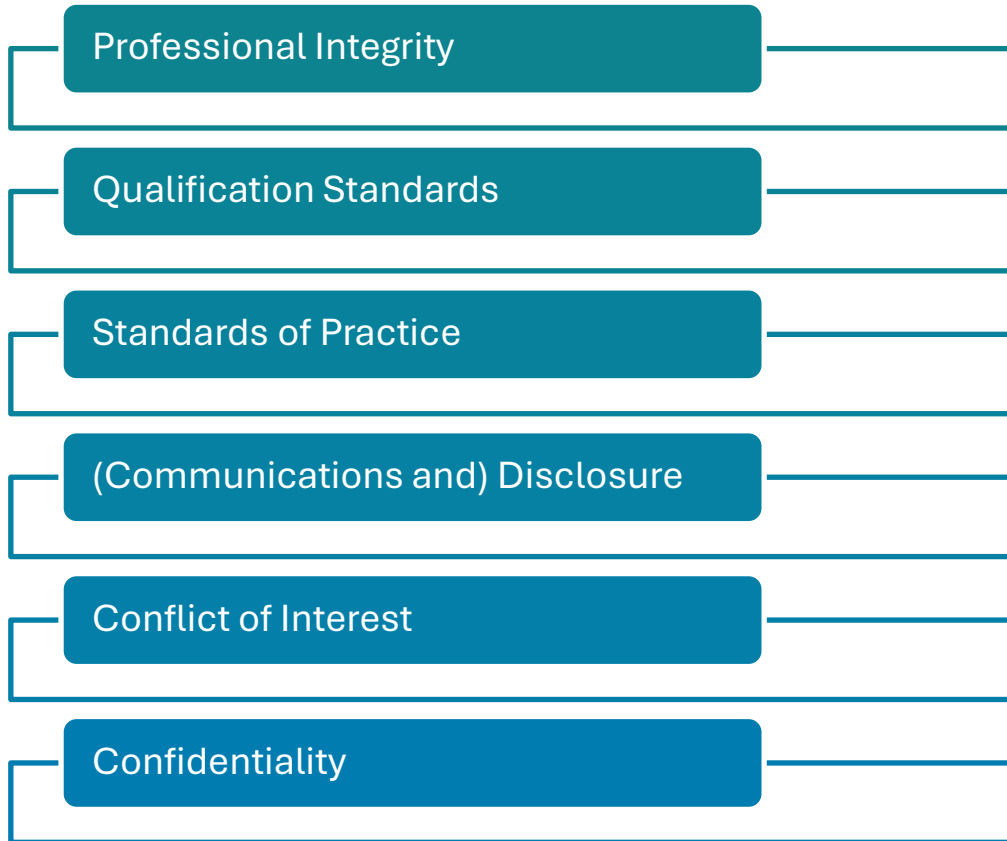 Professional Integrity
Qualification Standards
Standards of Practice
(Communications and) Disclosure
Conflict of Interest
Confidentiality